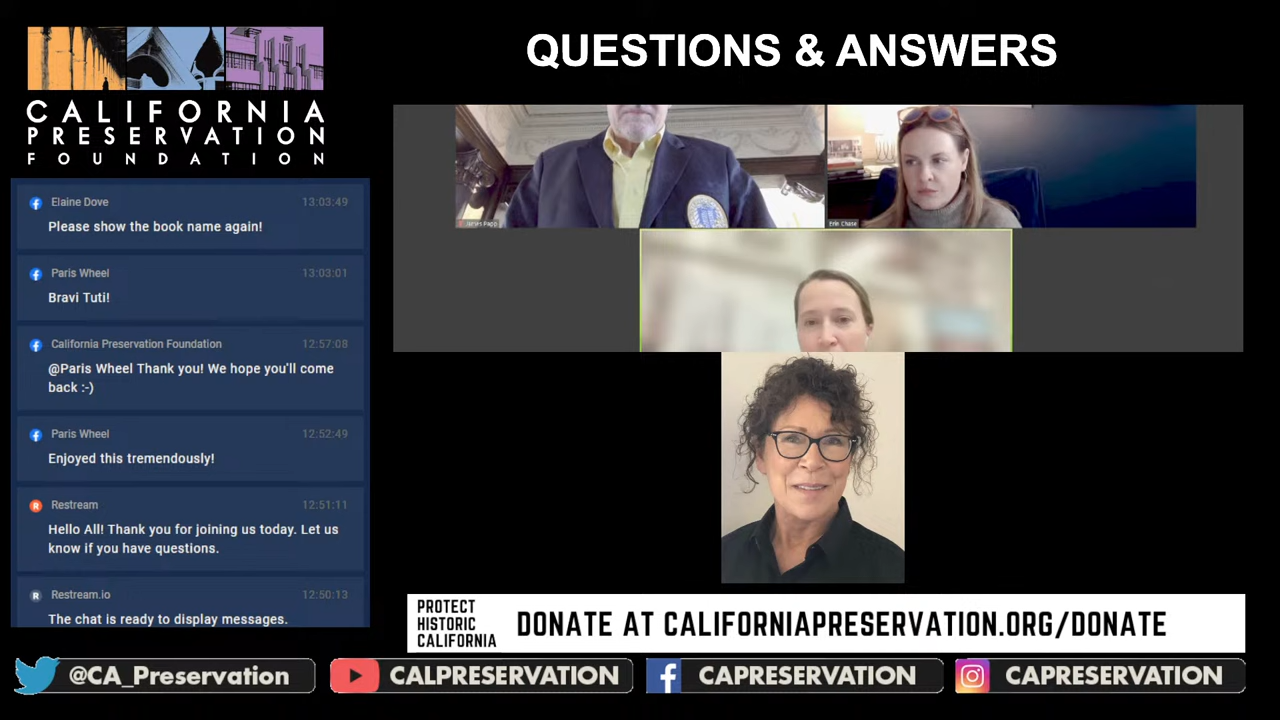 QUESTIONS & ANSWERS
CALIFORNIA
PRESERVATION
FOUNDATION
Elaine Dove 13:03:49
Please show the book name again!
Paris Wheel 13:03:01
Bravi Tuti!
California Preservation Foundation 12:57:08
@Paris Wheel Thank you! We hope you'll come
back :-)
Paris Wheel 12:52:49
Enjoyed this tremendously!
R Restream 12:51:11
Hello All! Thank you for joining us today. Let us
know if you have questions.
R Restream.io 12:50:13
The chat is ready to display messages.
James Papp
Erin Chase
PROTECT
HISTORIC
CALIFORNIA
DONATE AT CALIFORNIAPRESERVATION.ORG/DONATE
@CA_Preservation
CALPRESERVATION
CAPRESERVATION
CAPRESERVATION